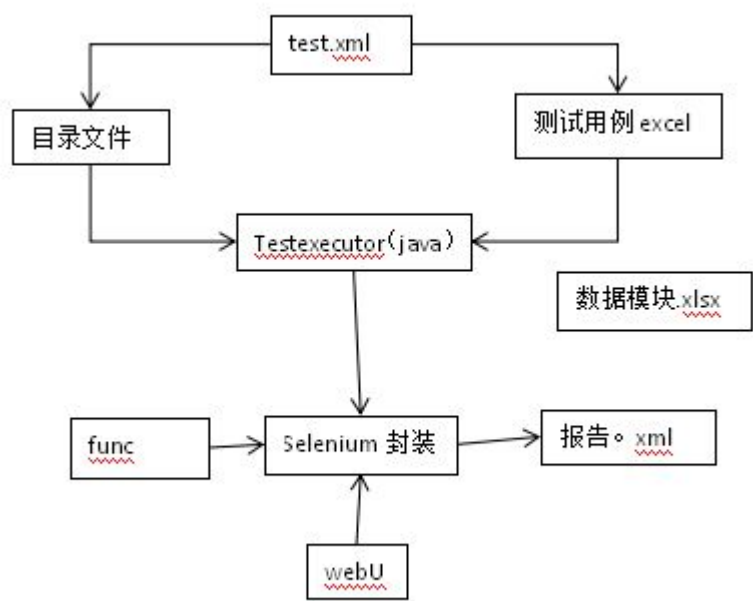 test.xml
目录文件
测试用例 excel
Testexecutor(java）
数据模块.xlsx
func
Selenium 封装
报告。xml
webU